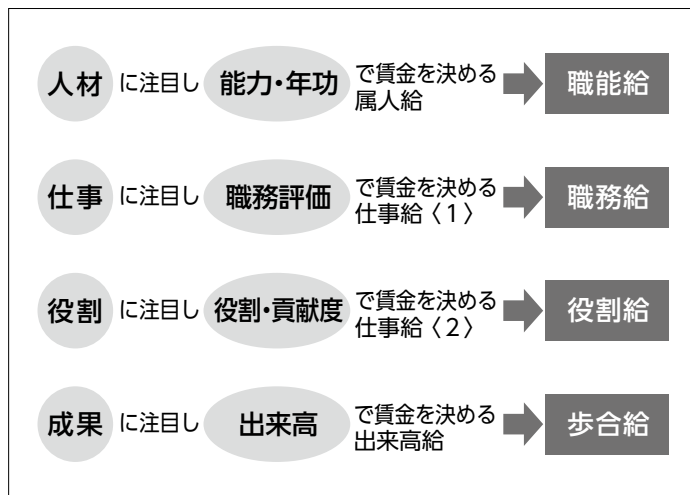 人材 に注目し 能力・年功 で賃金を決める 属人給 職能給
仕事 に注目し 職務評価 で賃金を決める 仕事給〈1〉 職務給
役割 に注目し 役割・貢献度 で賃金を決める 仕事給〈2〉 役割給
成果 に注目し 出来高 で賃金を決める 出来高給 歩合給